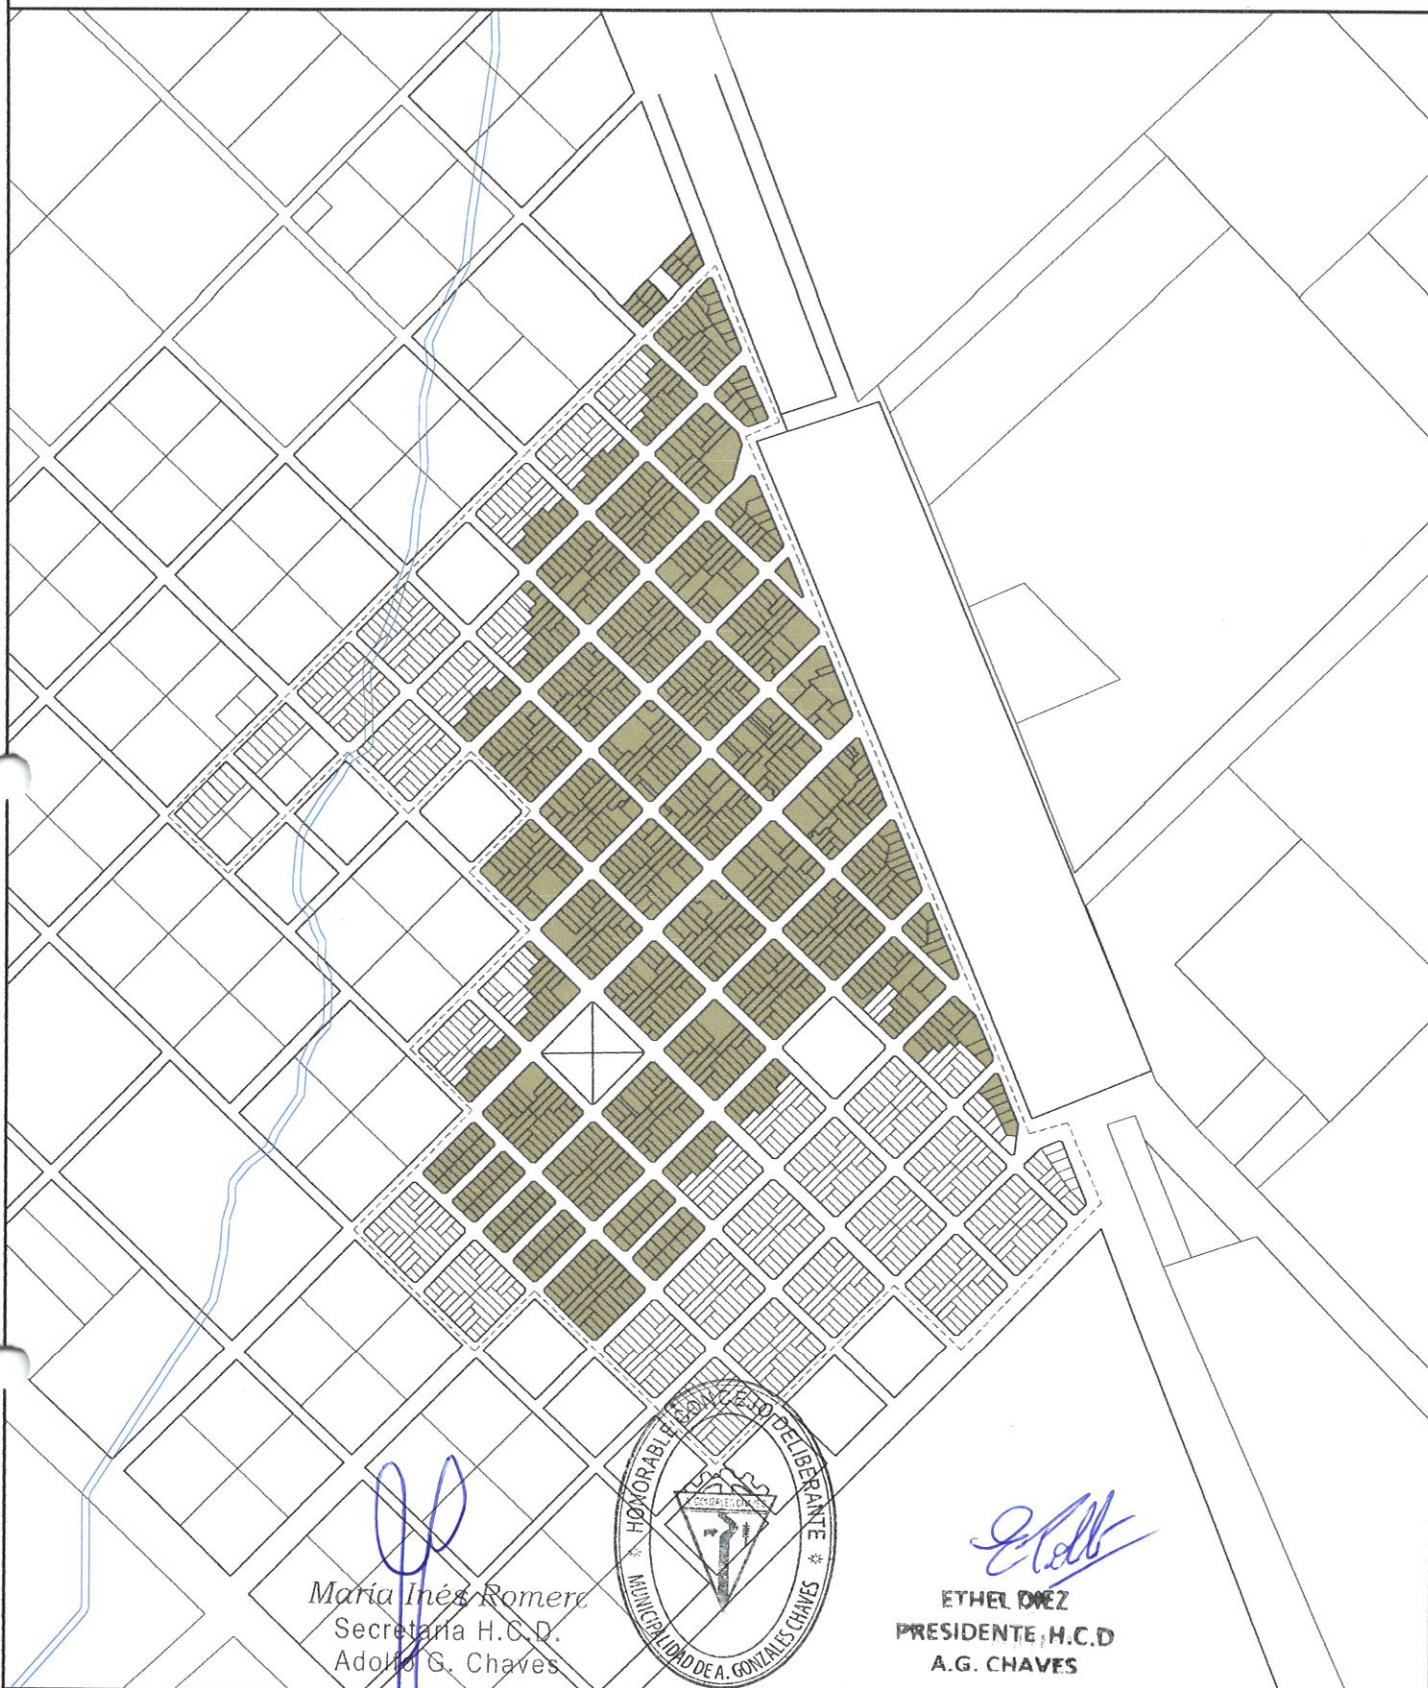 HONORABLE CONCEJO DELIBERANTE
MUNICIPALIDAD DE A. GONZALES CHAVES
María Inés Romero
Secretaria H.C.D.
Adolfo G. Chaves
ETHEL DIEZ
PRESIDENTE H.C.D
A.G. CHAVES